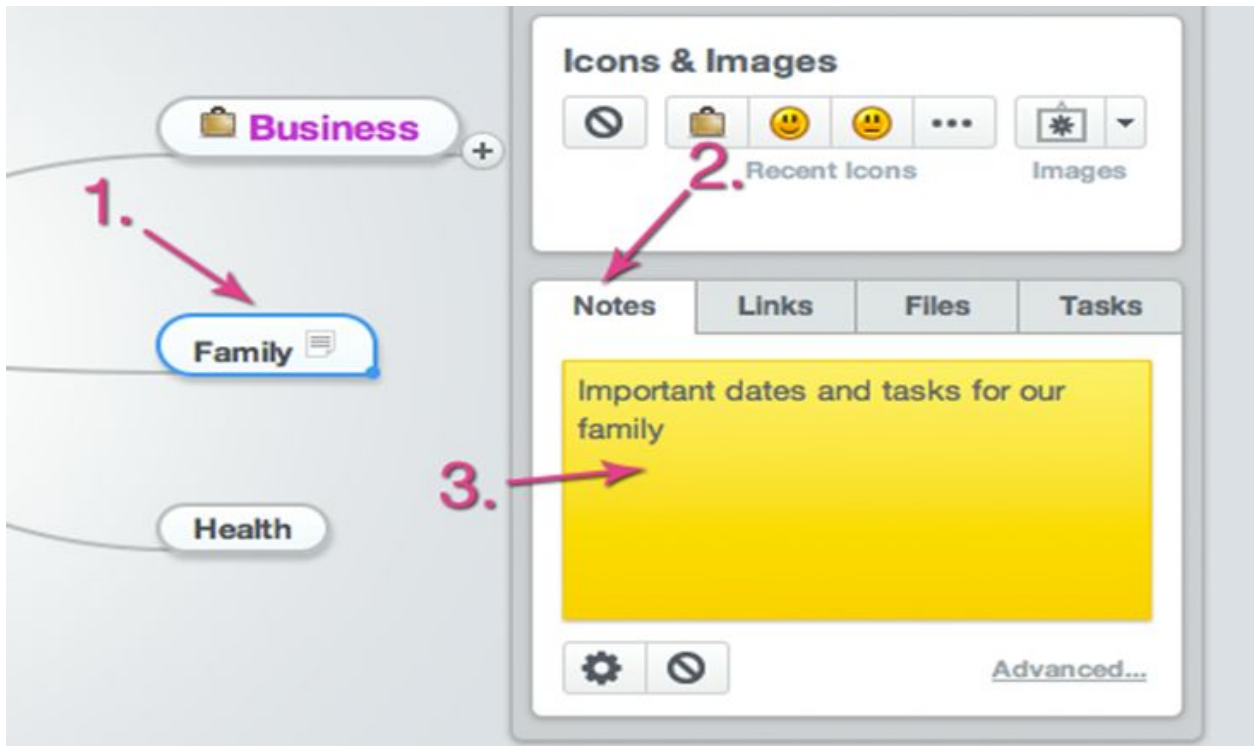 Icons & Images
Business
+
Recent Icons
Images
1.
2.
Notes
Links
Files
Tasks
Family
Important dates and tasks for our
family
3.
Health
Advanced...